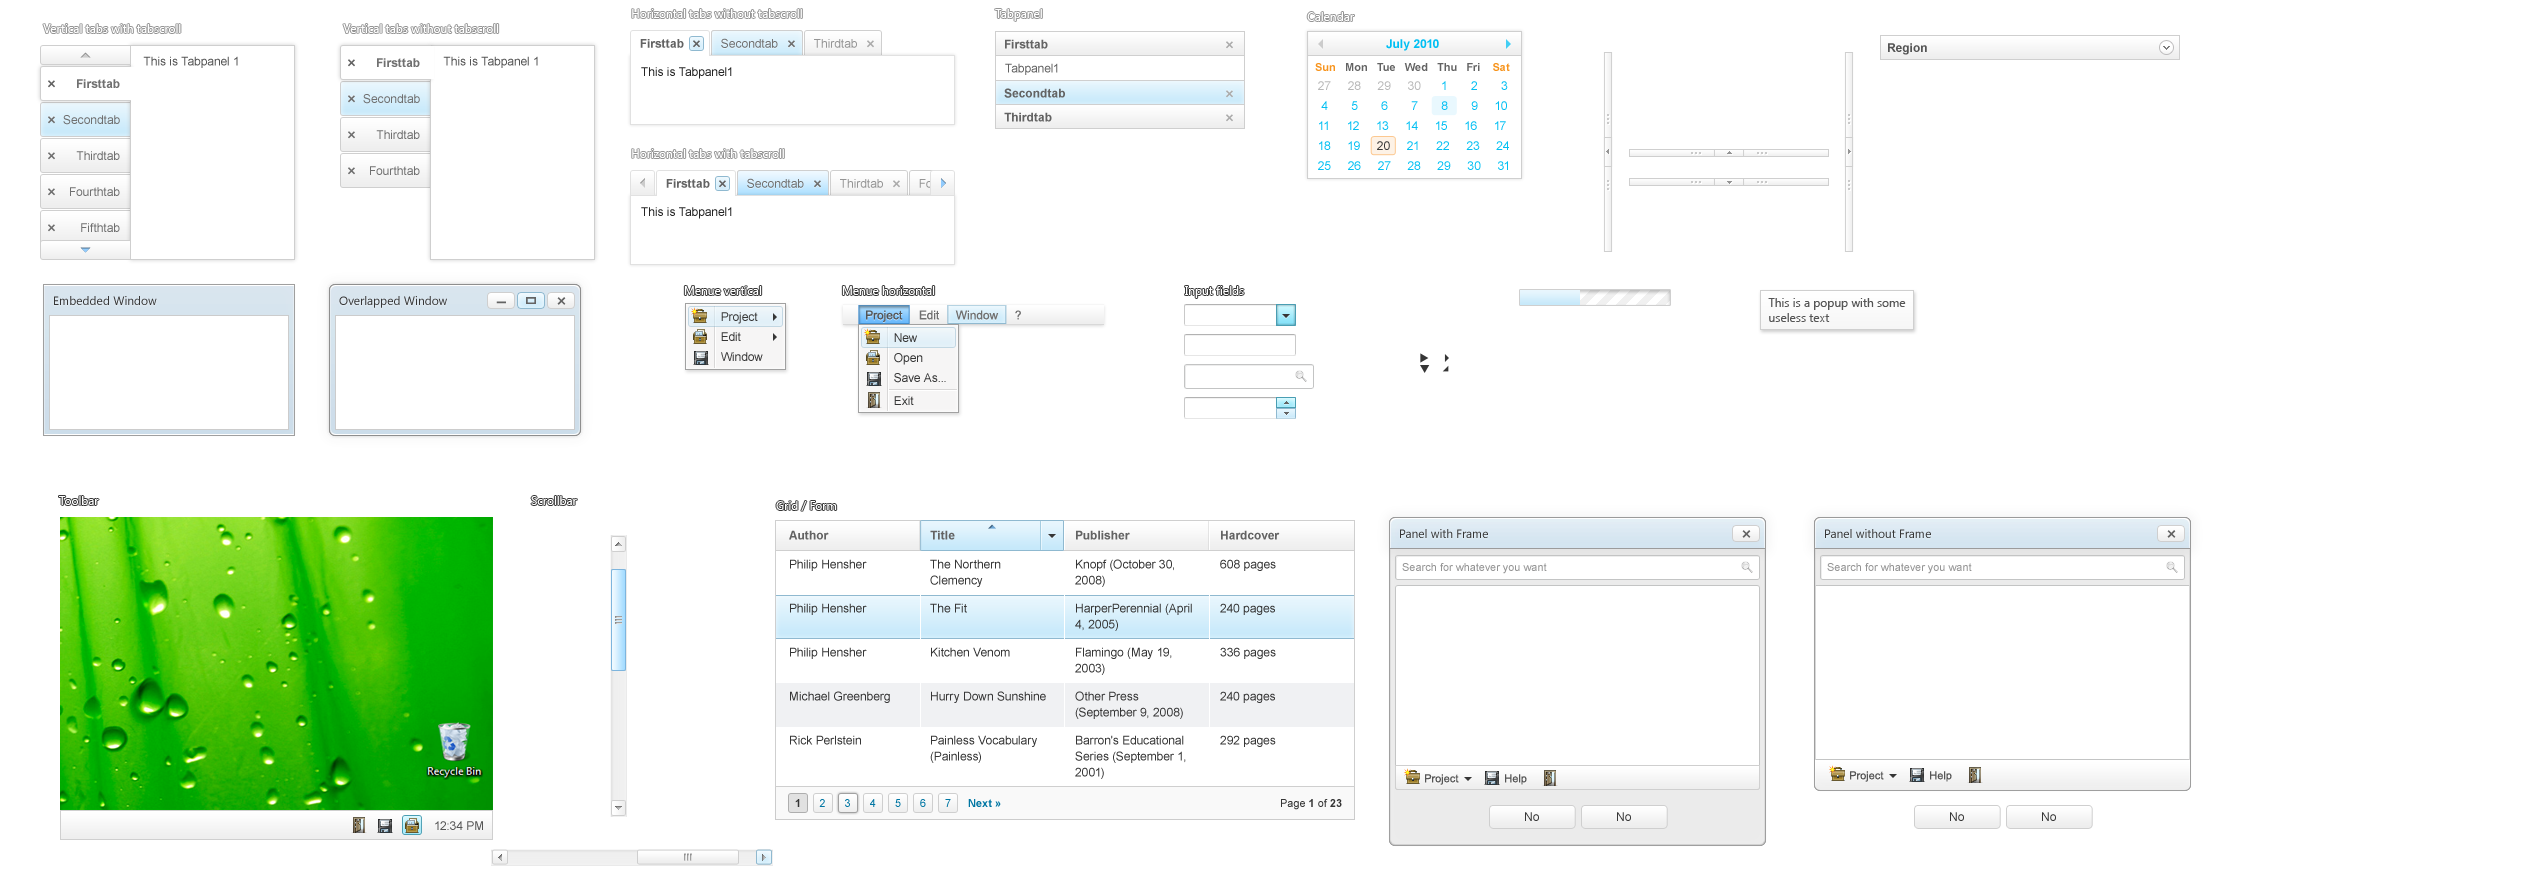 Vertical tabs with tabscroll
This is Tabpanel 1
Firsttab
Secondtab
Thirdtab
Fourthtab
Fifthtab
Vertical tabs without tabscroll
This is Tabpanel 1
Firsttab
Secondtab
Thirdtab
Fourthtab
Horizontal tabs without tabscroll
Firsttab Secondtab Thirdtab
This is Tabpanel1
Horizontal tabs with tabscroll
Firsttab Secondtab Thirdtab Fo
This is Tabpanel1
Tabpanel
Firsttab
Tabpanel1
Secondtab
Thirdtab
Calendar
July 2010
Sun Mon Tue Wed Thu Fri Sat
27 28 29 30 1 2 3
4 5 6 7 8 9 10
11 12 13 14 15 16 17
18 19 20 21 22 23 24
25 26 27 28 29 30 31
Region
Embedded Window
Overlapped Window
Menue vertical
Project
Edit
Window
Menue horizontal
Project Edit Window ?
New
Open
Save As...
Exit
Input fields
This is a popup with some
useless text
Toolbar
Recycle Bin
12:34 PM
Scrollbar
Grid / Form
Author Title Publisher Hardcover
Philip Hensher The Northern Knopf (October 30, 608 pages
Clemency 2008)
Philip Hensher The Fit HarperPerennial (April 240 pages
4, 2005)
Philip Hensher Kitchen Venom Flamingo (May 19, 336 pages
2003)
Michael Greenberg Hurry Down Sunshine Other Press 240 pages
(September 9, 2008)
Rick Perlstein Painless Vocabulary Barron's Educational 292 pages
(Painless) Series (September 1,
2001)
1 2 3 4 5 6 7 Next » Page 1 of 23
Panel with Frame
Search for whatever you want
Project Help
No No
Panel without Frame
Search for whatever you want
Project Help
No No